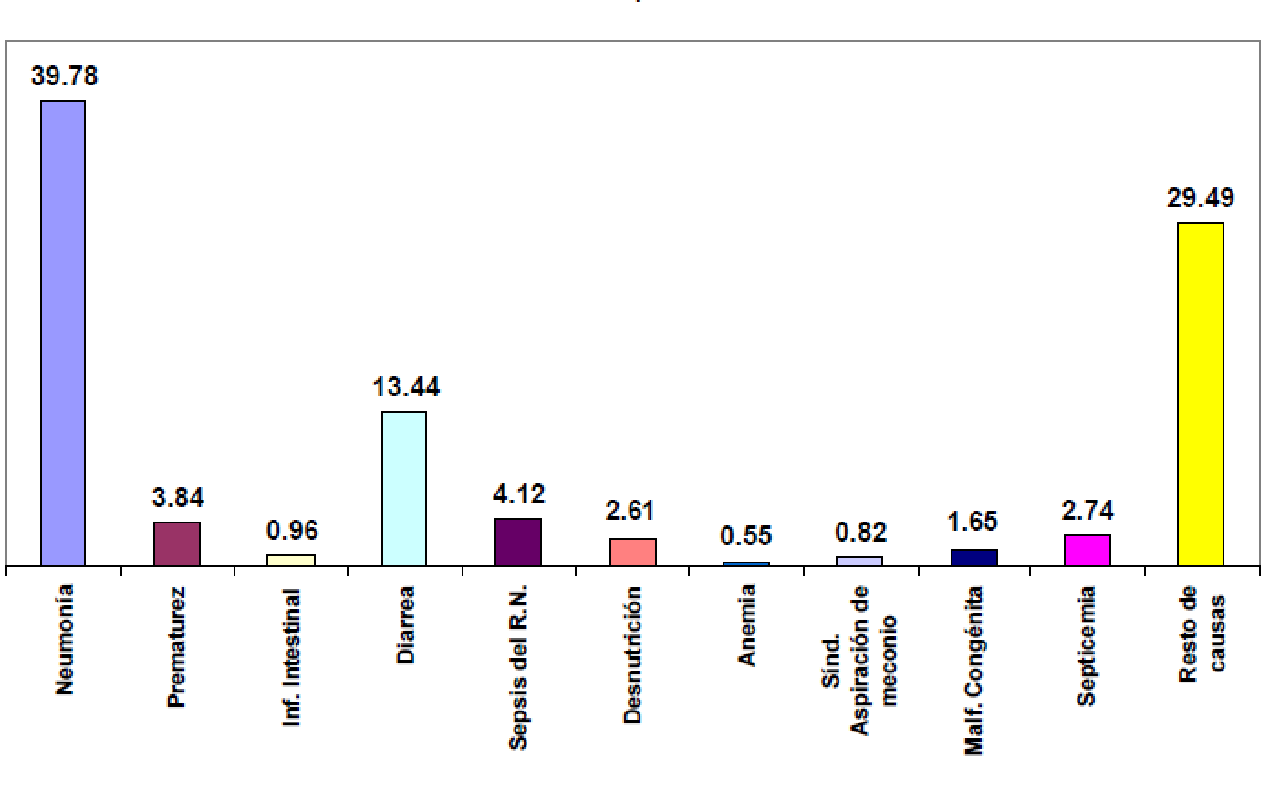 39.78
29.49
13.44
3.84
0.96
4.12
2.61
0.55
0.82
1.65
2.74
Neumonía
Prematurez
Inf. Intestinal
Diarrea
Sepsis del R.N.
Desnutrición
Anemia
Sínd.
Aspiración de
meconio
Malf. Congénita
Septicemia
Resto de
causas